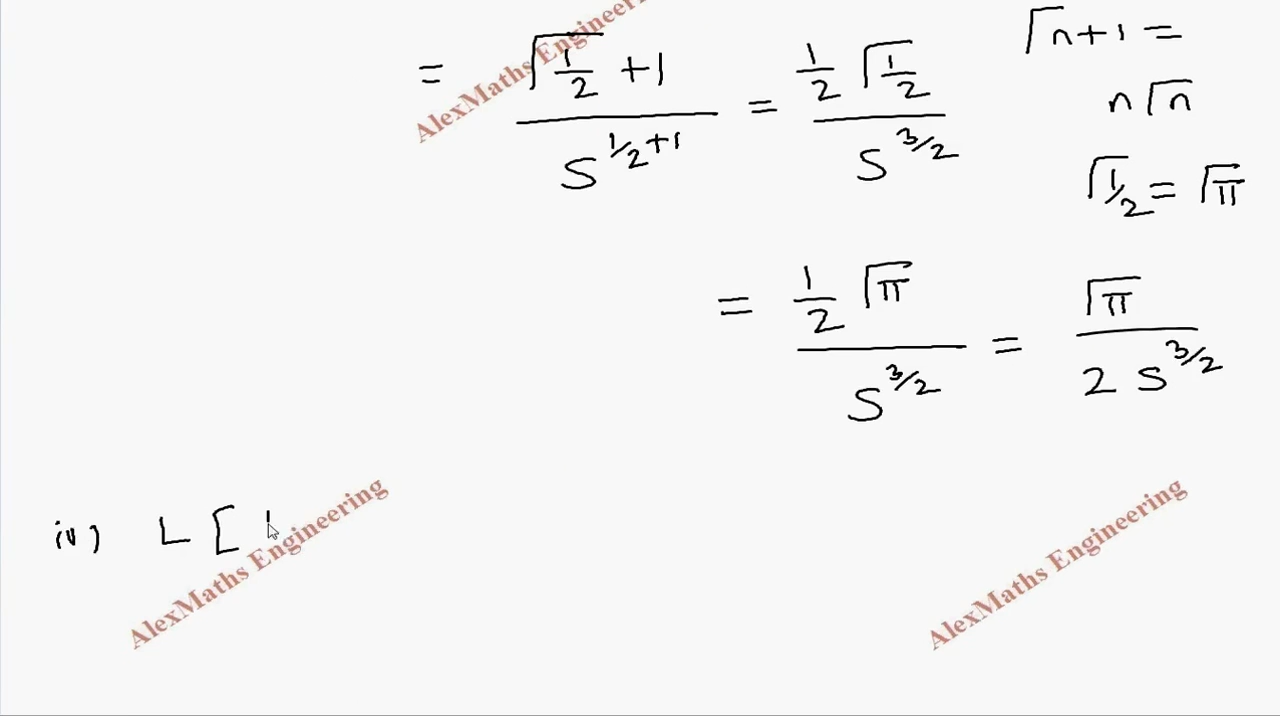 = √(1/2) + 1 / S^(1/2+1) = 1/2 √(1/2) / S^(3/2)
√n+1 =
n√n
√1/2 = √π
= 1/2 √π / S^(3/2) = √π / 2 S^(3/2)
iv) L [ 1
AlexMaths Engineering
AlexMaths Engineering
AlexMaths Engineering